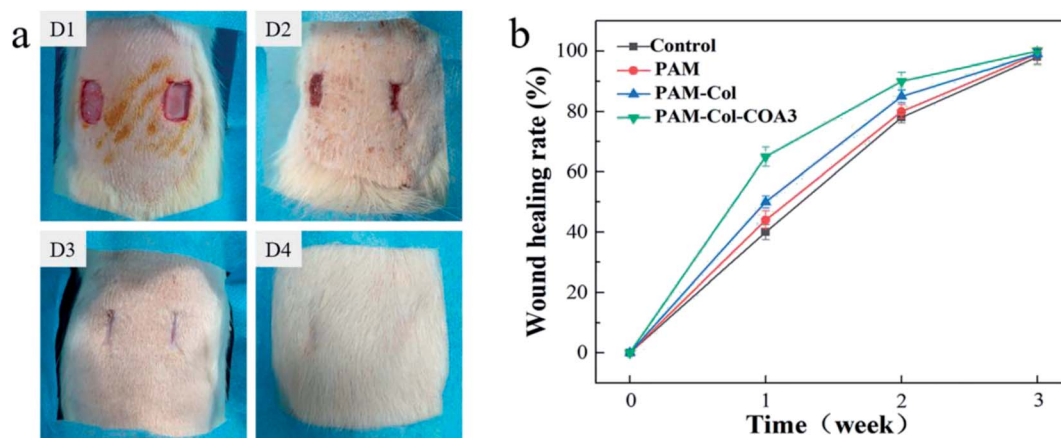 a
D1
D2
D3
D4
b
Wound healing rate (%)
100
80
60
40
20
0
Control
PAM
PAM-Col
PAM-Col-COA3
0 1 2 3
Time（week）